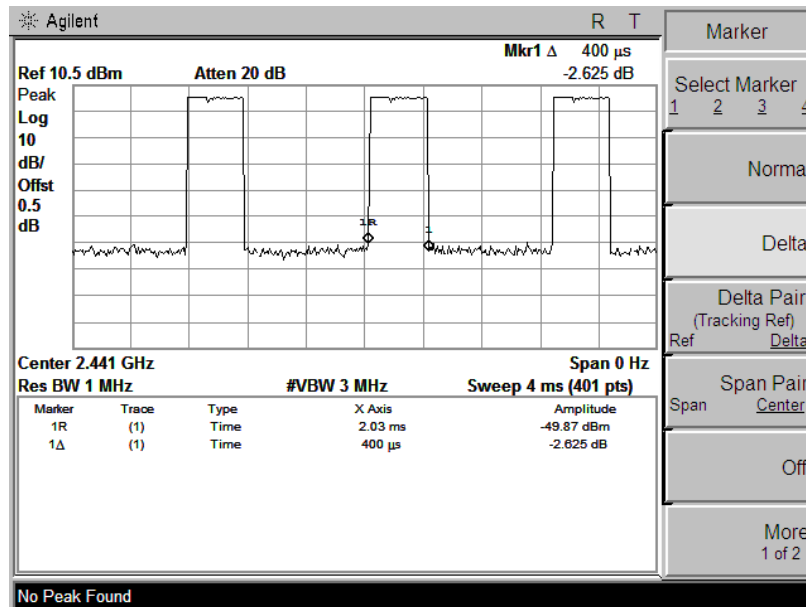 Agilent R T
Mkr1 Δ 400 µs
Ref 10.5 dBm Atten 20 dB -2.625 dB
Peak
Log
10
dB/
Offst
0.5
dB
1R
1
Center 2.441 GHz Span 0 Hz
Res BW 1 MHz #VBW 3 MHz Sweep 4 ms (401 pts)
Marker Trace Type X Axis Amplitude
1R (1) Time 2.03 ms -49.87 dBm
1Δ (1) Time 400 µs -2.625 dB
No Peak Found
Marker
Select Marker
1 2 3 4
Norma
Delta
Delta Pair
(Tracking Ref)
Ref Delta
Span Pair
Span Center
Off
More
1 of 2